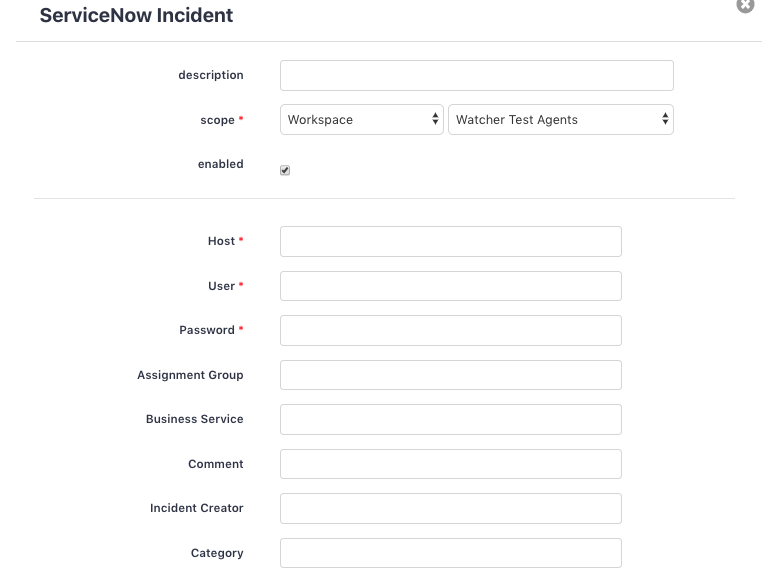 ServiceNow Incident
description
scope * Workspace Watcher Test Agents
enabled
Host *
User *
Password *
Assignment Group
Business Service
Comment
Incident Creator
Category